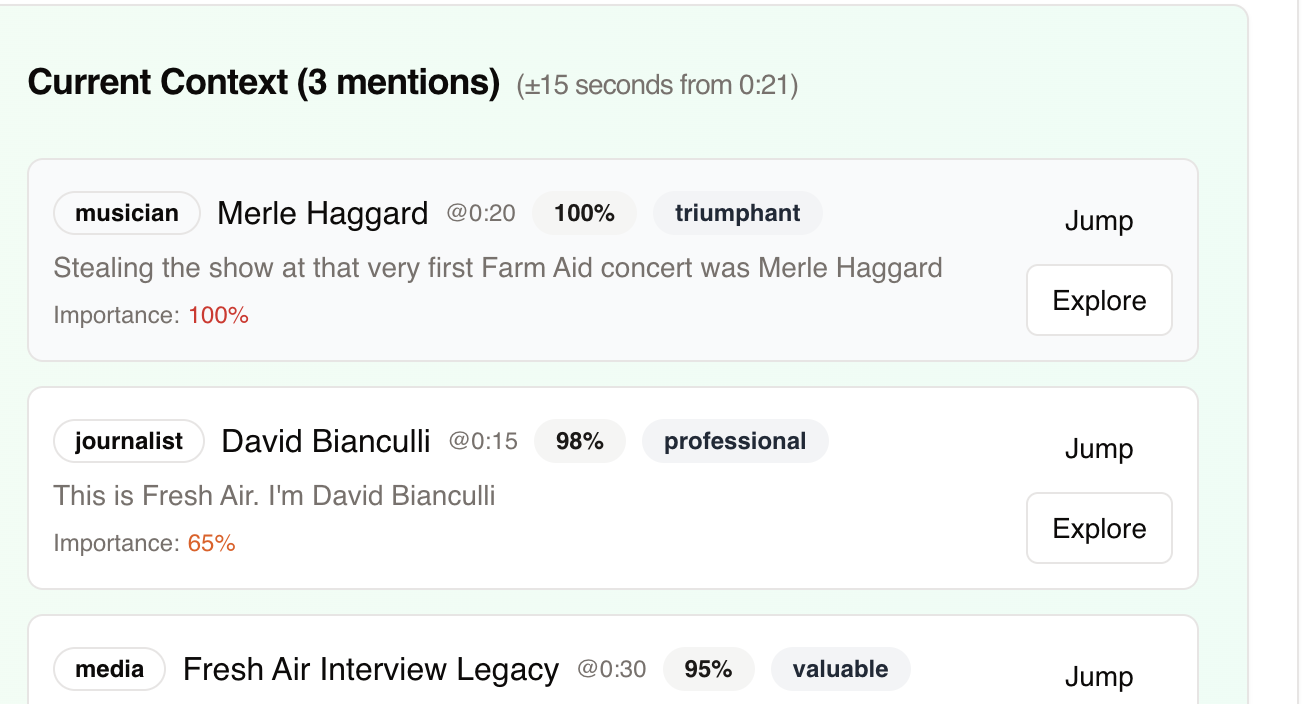 Current Context (3 mentions) (±15 seconds from 0:21)
musician Merle Haggard @0:20 100% triumphant
Jump
Stealing the show at that very first Farm Aid concert was Merle Haggard
Explore
Importance: 100%
journalist David Bianculli @0:15 98% professional
Jump
This is Fresh Air. I'm David Bianculli
Explore
Importance: 65%
media Fresh Air Interview Legacy @0:30 95% valuable
Jump